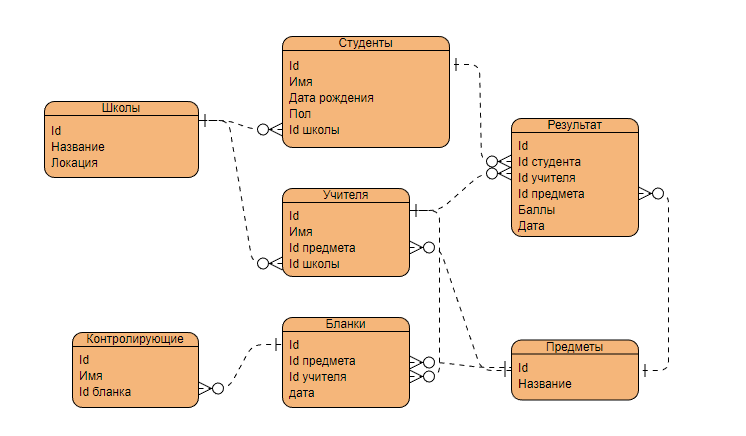 Школы
Id
Название
Локация
Студенты
Id
Имя
Дата рождения
Пол
Id школы
Учителя
Id
Имя
Id предмета
Id школы
Результат
Id
Id студента
Id учителя
Id предмета
Баллы
Дата
Контролирующие
Id
Имя
Id бланка
Бланки
Id
Id предмета
Id учителя
дата
Предметы
Id
Название